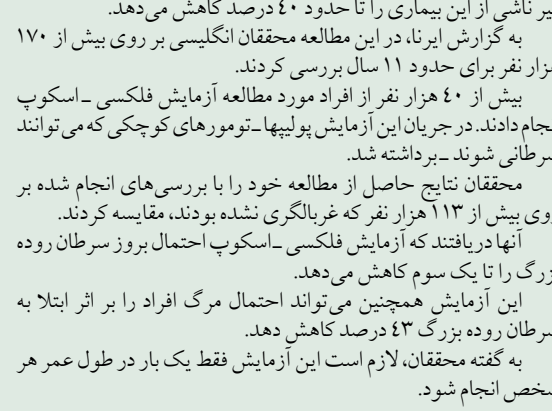 یر ناشی از این بیماری را تا حدود ٤٠ درصد کاهش می‌دهد.
به گزارش ایرنا، در این مطالعه محققان انگلیسی بر روی بیش از ۱۷۰
زار نفر برای حدود ۱۱ سال بررسی کردند.
بیش از ٤٠ هزار نفر از افراد مورد مطالعه آزمایش فلکسی ـ اسکوپ
نجام دادند. در جریان این آزمایش پولیپها ـ تومورهای کوچکی که می‌توانند
سرطانی شوند ـ برداشته شد.
محققان نتایج حاصل از مطالعه خود را با بررسی‌های انجام شده بر
روی بیش از ۱۱۳ هزار نفر که غربالگری نشده بودند، مقایسه کردند.
آنها دریافتند که آزمایش فلکسی ـ اسکوپ احتمال بروز سرطان روده
زرگ را تا یک سوم کاهش می‌دهد.
این آزمایش همچنین می‌تواند احتمال مرگ افراد را بر اثر ابتلا به
سرطان روده بزرگ ٤٣ درصد کاهش دهد.
به گفته محققان، لازم است این آزمایش فقط یک بار در طول عمر هر
شخص انجام شود.